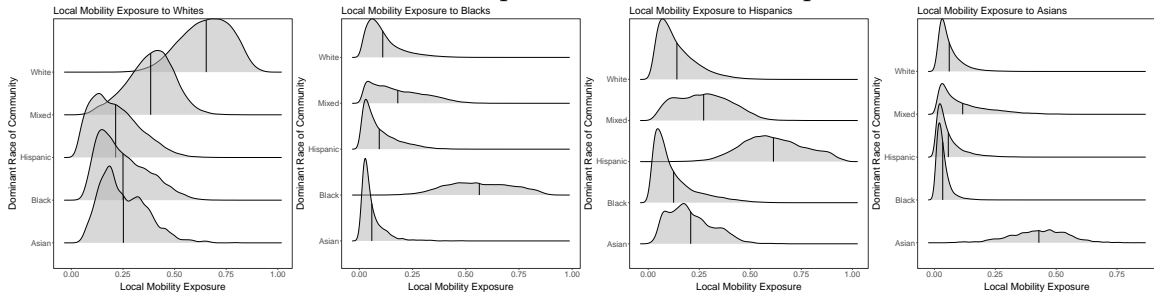 Local Mobility Exposure to Whites
Dominant Race of Community
White
Mixed
Hispanic
Black
Asian
0.00 0.25 0.50 0.75 1.00
Local Mobility Exposure
Local Mobility Exposure to Blacks
Dominant Race of Community
White
Mixed
Hispanic
Black
Asian
0.00 0.25 0.50 0.75 1.00
Local Mobility Exposure
Local Mobility Exposure to Hispanics
Dominant Race of Community
White
Mixed
Hispanic
Black
Asian
0.00 0.25 0.50 0.75 1.00
Local Mobility Exposure
Local Mobility Exposure to Asians
Dominant Race of Community
White
Mixed
Hispanic
Black
Asian
0.00 0.25 0.50 0.75
Local Mobility Exposure